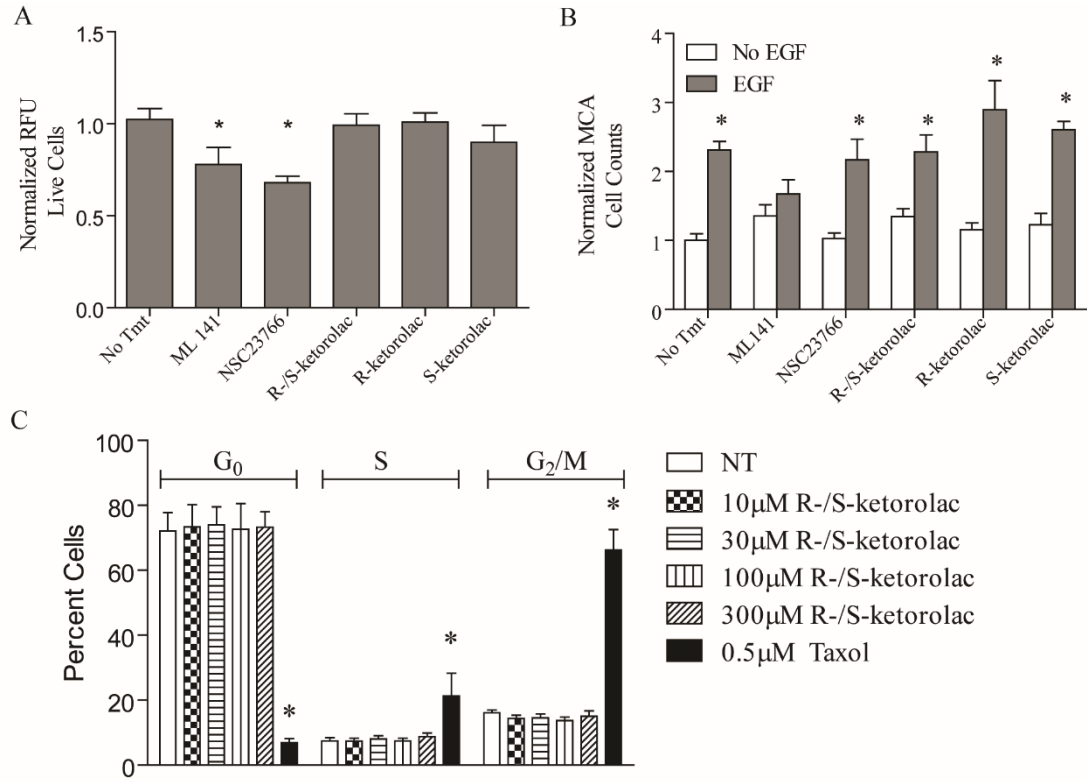 A
Normalized RFU
Live Cells
1.5
1.0
0.5
0.0
*
*
No Tmt
ML 141
NSC23766
R-/S-ketorolac
R-ketorolac
S-ketorolac
B
Normalized MCA
Cell Counts
4
3
2
1
0
No EGF
EGF
*
*
*
*
*
No Tmt
ML141
NSC23766
R-/S-ketorolac
R-ketorolac
S-ketorolac
C
Percent Cells
100
80
60
40
20
0
G₀
S
G₂/M
*
*
*
NT
10µM R-/S-ketorolac
30µM R-/S-ketorolac
100µM R-/S-ketorolac
300µM R-/S-ketorolac
0.5µM Taxol